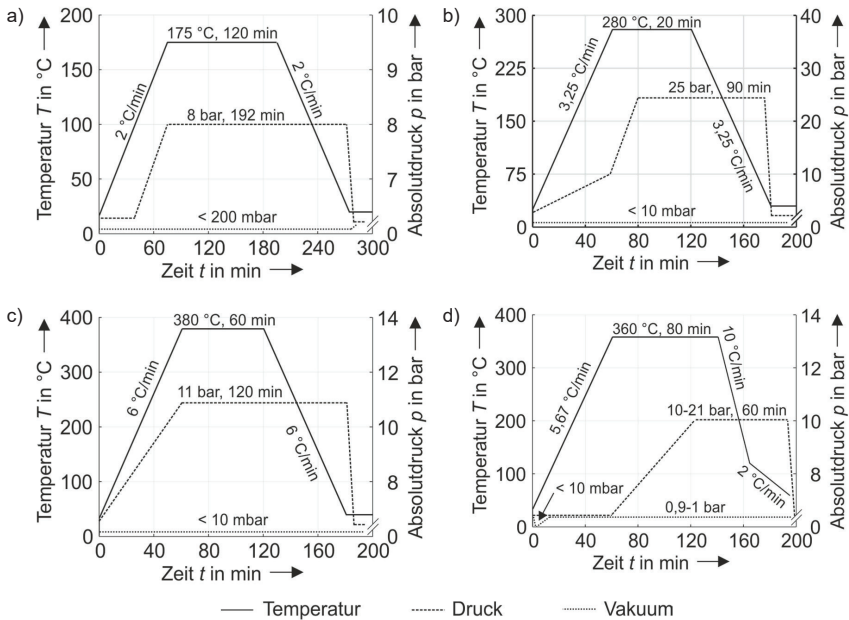 a)
Temperatur T in °C
200
150
100
50
0
175 °C, 120 min
2 °C/min
2 °C/min
8 bar, 192 min
< 200 mbar
0 60 120 180 240 300
Zeit t in min
10
9
8
7
6
0
Absolutdruck p in bar
b)
Temperatur T in °C
300
225
150
75
0
280 °C, 20 min
3,25 °C/min
25 bar, 90 min
3,25 °C/min
< 10 mbar
0 40 80 120 160 200
Zeit t in min
40
30
20
10
0
Absolutdruck p in bar
c)
Temperatur T in °C
400
300
200
100
0
380 °C, 60 min
6 °C/min
11 bar, 120 min
6 °C/min
< 10 mbar
0 40 80 120 160 200
Zeit t in min
14
12
10
8
6
0
Absolutdruck p in bar
d)
Temperatur T in °C
400
300
200
100
0
360 °C, 80 min
5,67 °C/min
10 °C/min
10-21 bar, 60 min
2 °C/min
< 10 mbar
0,9-1 bar
0 40 80 120 160 200
Zeit t in min
14
12
10
8
6
0
Absolutdruck p in bar
Temperatur Druck Vakuum